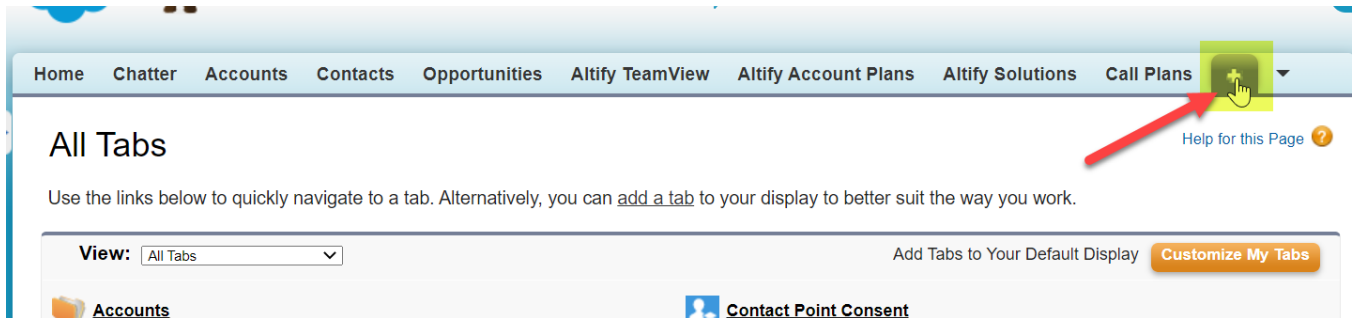 Home Chatter Accounts Contacts Opportunities Altify TeamView Altify Account Plans Altify Solutions Call Plans
All Tabs
Help for this Page ?
Use the links below to quickly navigate to a tab. Alternatively, you can add a tab to your display to better suit the way you work.
View: All Tabs Add Tabs to Your Default Display Customize My Tabs
Accounts Contact Point Consent